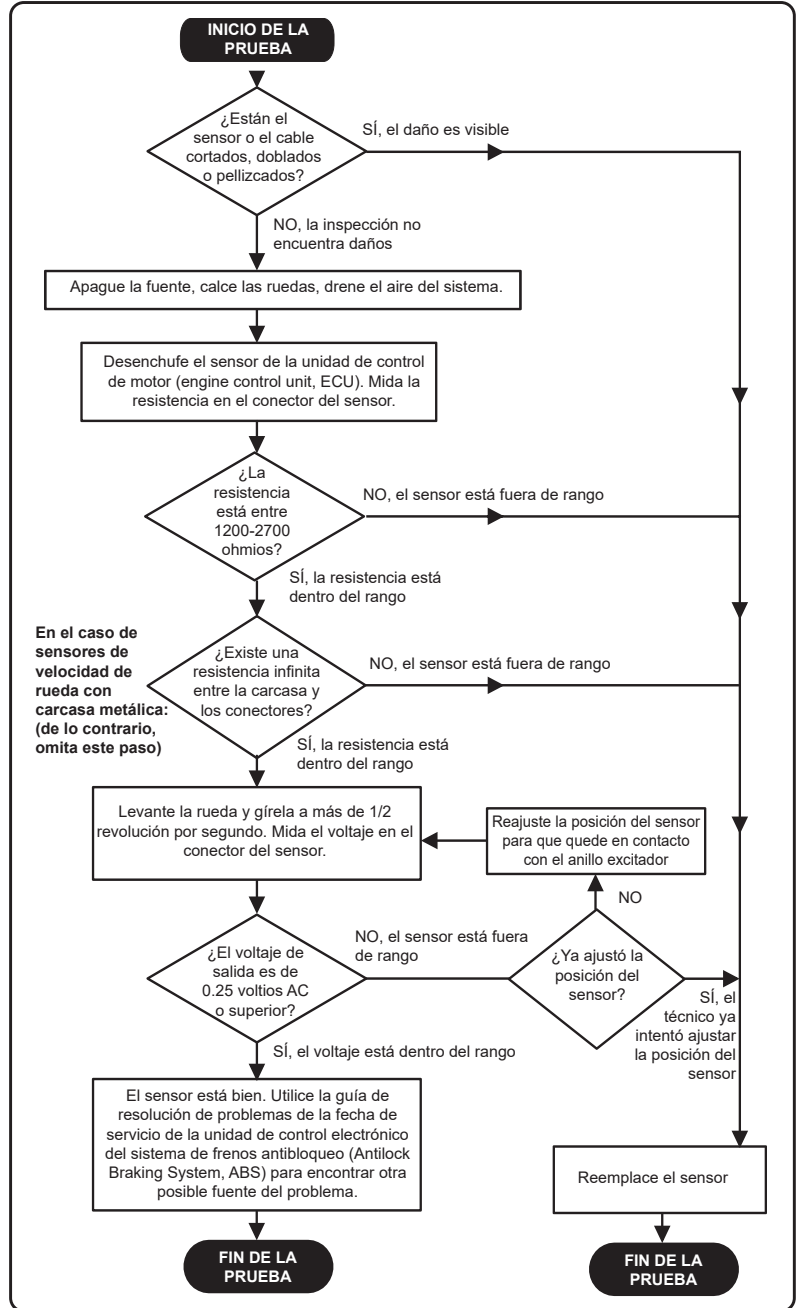 INICIO DE LA
PRUEBA
¿Están el
sensor o el cable
cortados, doblados
o pellizcados?
SÍ, el daño es visible
NO, la inspección no
encuentra daños
Apague la fuente, calce las ruedas, drene el aire del sistema.
Desenchufe el sensor de la unidad de control
de motor (engine control unit, ECU). Mida la
resistencia en el conector del sensor.
¿La
resistencia
está entre
1200-2700
ohmios?
NO, el sensor está fuera de rango
SÍ, la resistencia está
dentro del rango
En el caso de
sensores de
velocidad de
rueda con
carcasa metálica:
(de lo contrario,
omita este paso)
¿Existe una
resistencia infinita
entre la carcasa y
los conectores?
NO, el sensor está fuera de rango
SÍ, la resistencia está
dentro del rango
Levante la rueda y gírela a más de 1/2
revolución por segundo. Mida el voltaje en el
conector del sensor.
Reajuste la posición del sensor
para que quede en contacto
con el anillo excitador
NO
¿El voltaje de
salida es de
0.25 voltios AC
o superior?
NO, el sensor está fuera
de rango
¿Ya ajustó la
posición del
sensor?
SÍ, el
técnico ya
intentó ajustar
la posición del
sensor
SÍ, el voltaje está dentro del rango
El sensor está bien. Utilice la guía de
resolución de problemas de la fecha de
servicio de la unidad de control electrónico
del sistema de frenos antibloqueo (Antilock
Braking System, ABS) para encontrar otra
posible fuente del problema.
Reemplace el sensor
FIN DE LA
PRUEBA
FIN DE LA
PRUEBA